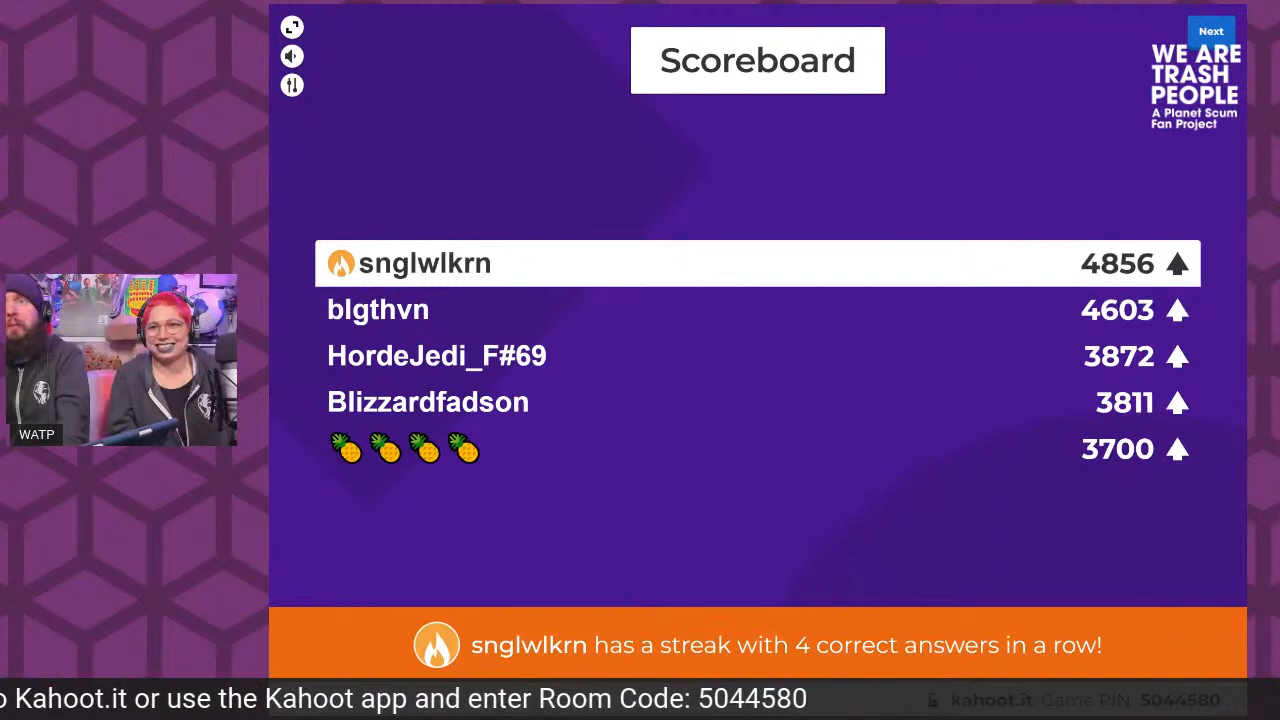 Scoreboard
Next
WE ARE
TRASH
PEOPLE
A Planet Scum
Fan Project
snglwlkrn 4856
blgthvn 4603
HordeJedi_F#69 3872
Blizzardfadson 3811
🍍🍍🍍🍍 3700
WATP
snglwlkrn has a streak with 4 correct answers in a row!
o Kahoot.it or use the Kahoot app and enter Room Code: 5044580
kahoot.it Game PIN 5044580